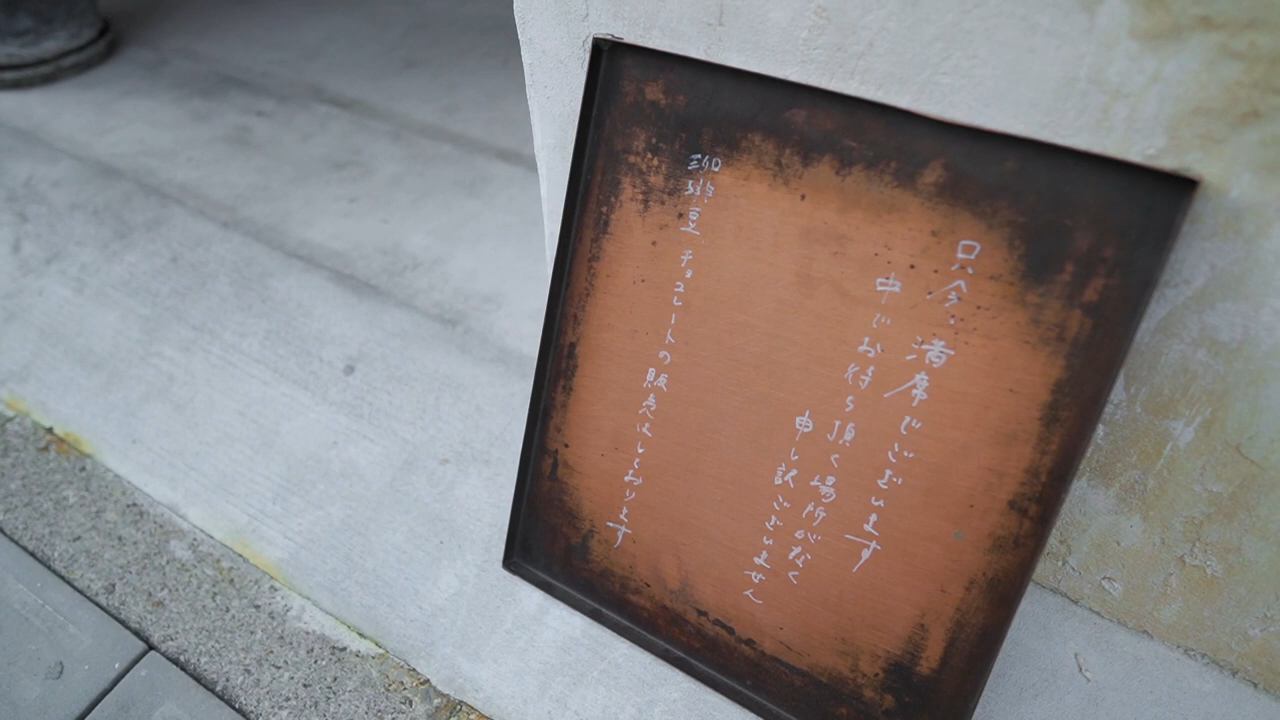 只今、満席でございます
中でお待ち頂く場所がなく
申し訳ございません
珈琲豆 チョコレートの販売はしております